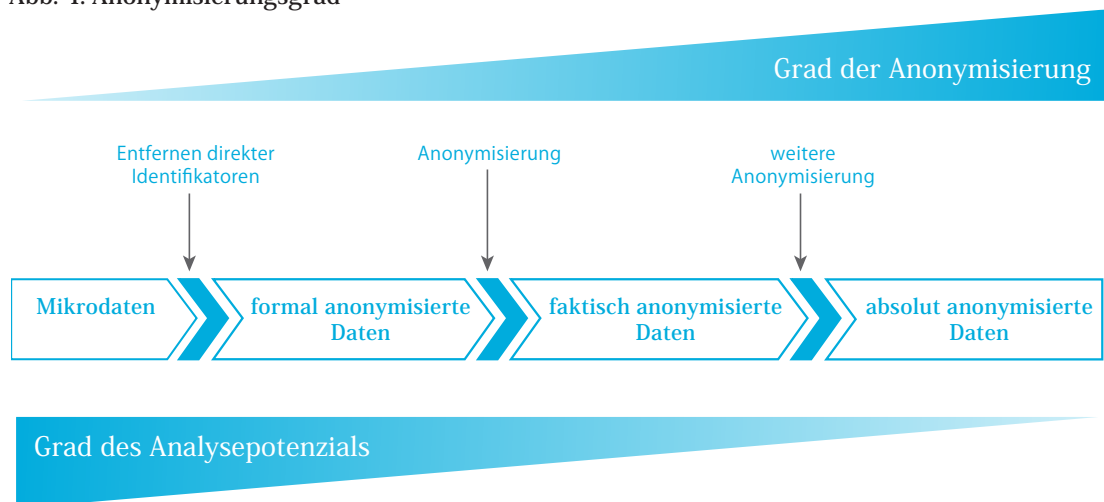 Anonymisierungsgrad
Grad der Anonymisierung
Entfernen direkter
Identifikatoren
Anonymisierung
weitere
Anonymisierung
Mikrodaten
formal anonymisierte
Daten
faktisch anonymisierte
Daten
absolut anonymisierte
Daten
Grad des Analysepotenzials